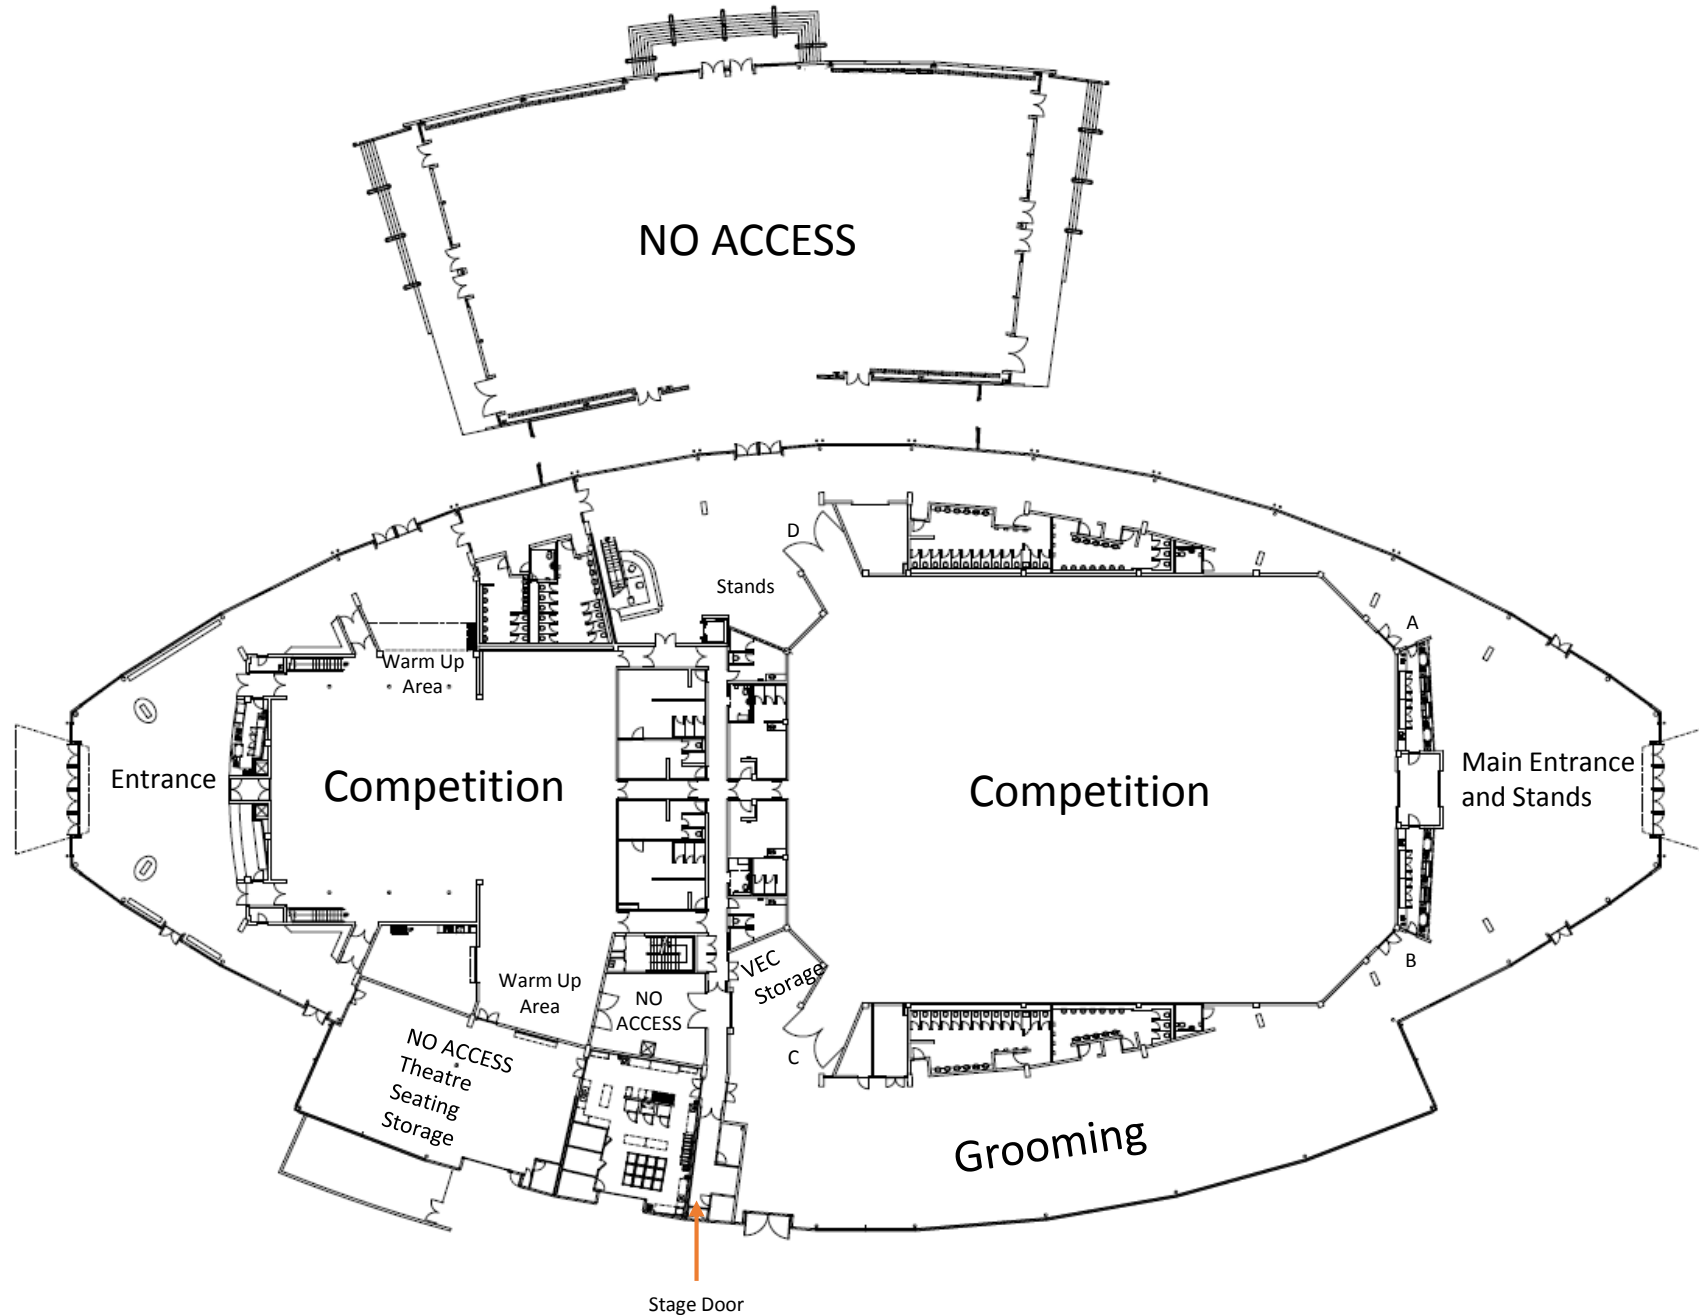 NO ACCESS
D
Stands
A
Warm Up
Area
Entrance
Competition
Competition
Main Entrance
and Stands
VEC
Storage
B
Warm Up
Area
NO
ACCESS
C
NO ACCESS
Theatre
Seating
Storage
Grooming
Stage Door